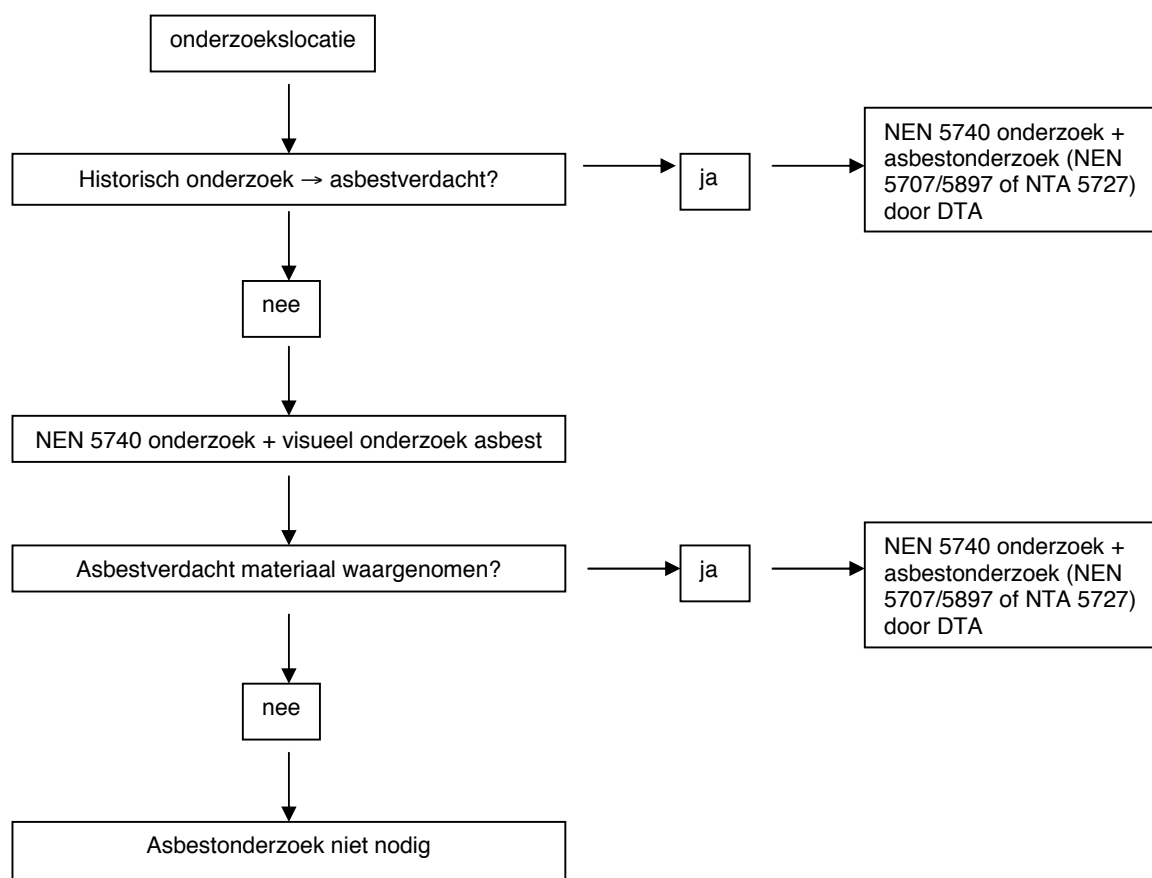 onderzoekslocatie
Historisch onderzoek → asbestverdacht?
ja
NEN 5740 onderzoek +
asbestonderzoek (NEN
5707/5897 of NTA 5727)
door DTA
nee
NEN 5740 onderzoek + visueel onderzoek asbest
Asbestverdacht materiaal waargenomen?
ja
NEN 5740 onderzoek +
asbestonderzoek (NEN
5707/5897 of NTA 5727)
door DTA
nee
Asbestonderzoek niet nodig